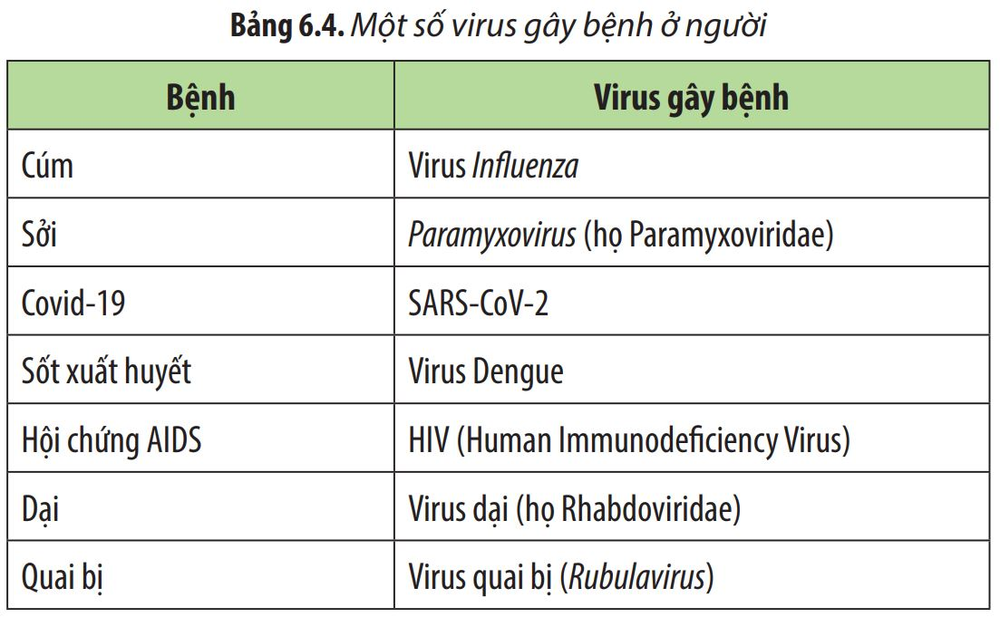 Bảng 6.4. Một số virus gây bệnh ở người
Bệnh Virus gây bệnh
Cúm Virus Influenza
Sởi Paramyxovirus (họ Paramyxoviridae)
Covid-19 SARS-CoV-2
Sốt xuất huyết Virus Dengue
Hội chứng AIDS HIV (Human Immunodeficiency Virus)
Dại Virus dại (họ Rhabdoviridae)
Quai bị Virus quai bị (Rubulavirus)